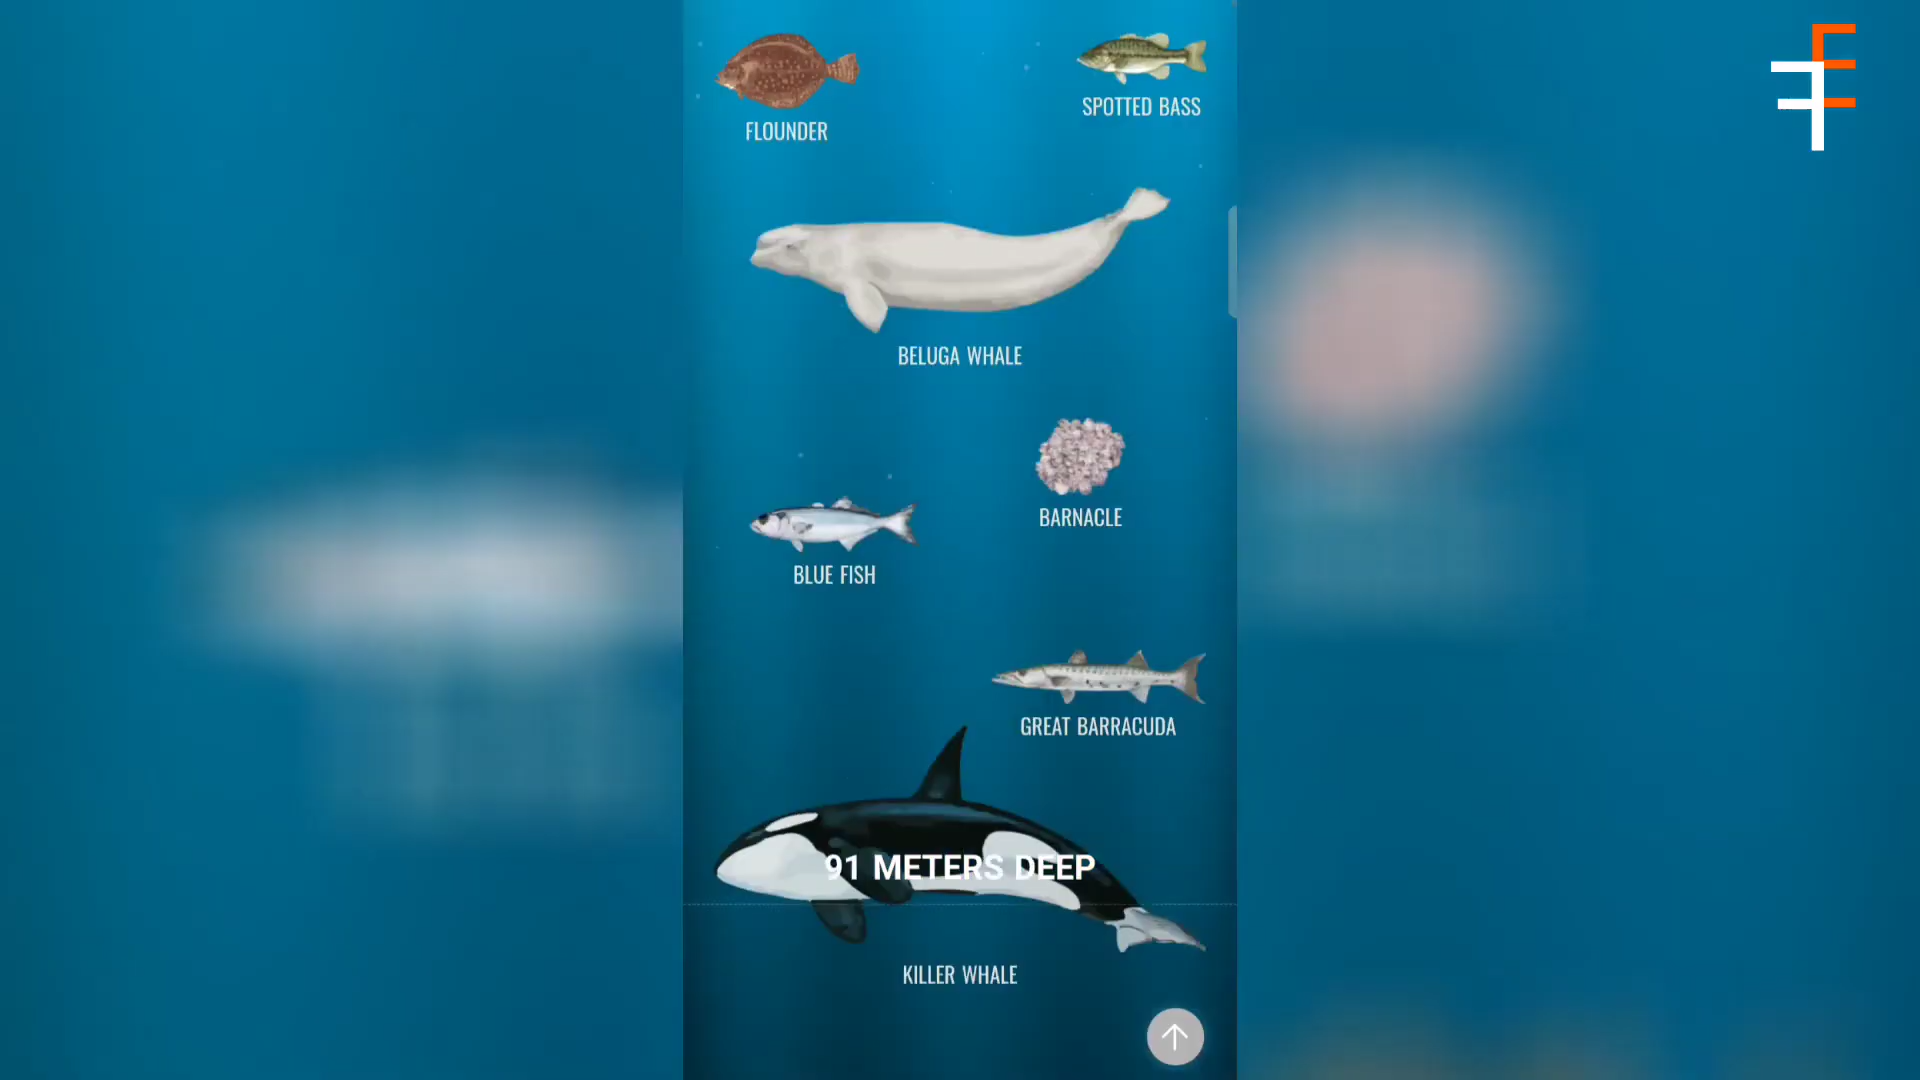 SPOTTED BASS
FLOUNDER
BELUGA WHALE
BARNACLE
BLUE FISH
GREAT BARRACUDA
91 METERS DEEP
KILLER WHALE